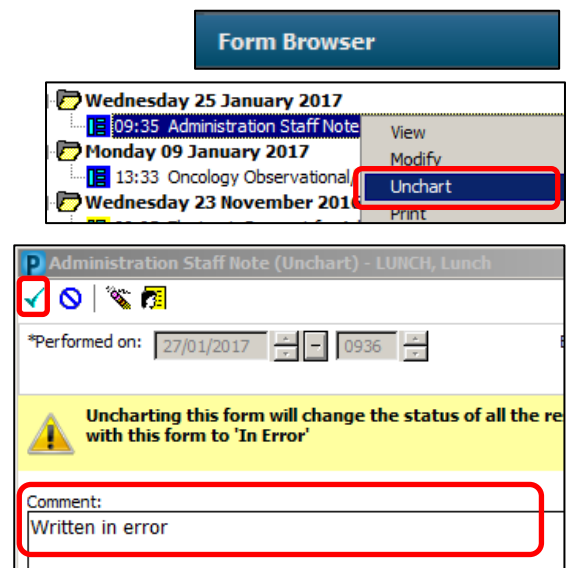 Form Browser
Wednesday 25 January 2017
09:35 Administration Staff Note
View
Monday 09 January 2017
Modify
13:33 Oncology Observational
Unchart
Wednesday 23 November 2016
Print
Administration Staff Note (Unchart) - LUNCH, Lunch
*Performed on: 27/01/2017 - 0936
Uncharting this form will change the status of all the re
with this form to 'In Error'
Comment:
Written in error